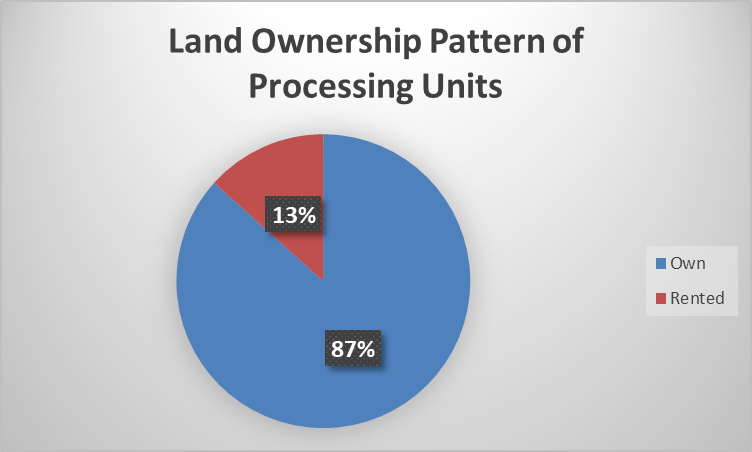 Land Ownership Pattern of
Processing Units
13%
87%
Own
Rented